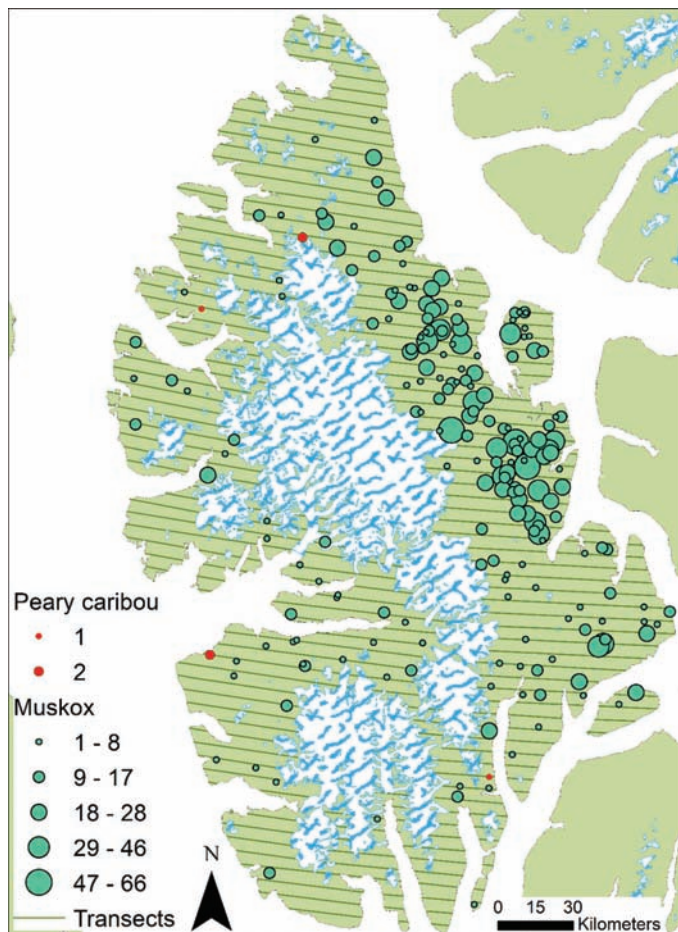 Peary caribou
1
2
Muskox
1 - 8
9 - 17
18 - 28
29 - 46
47 - 66
Transects
N
0 15 30
Kilometers